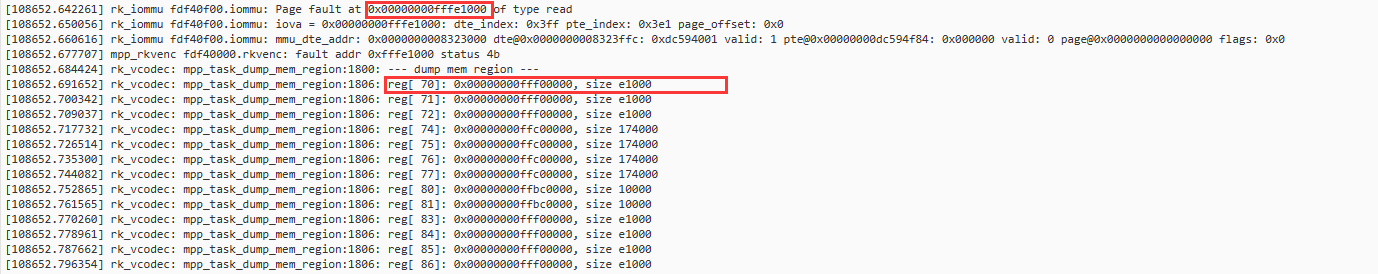 [108652.642261] rk_iommu fdf40f00.iommu: Page fault at 0x00000000fffe1000 of type read
[108652.650056] rk_iommu fdf40f00.iommu: iova = 0x00000000fffe1000: dte_index: 0x3ff pte_index: 0x3e1 page_offset: 0x0
[108652.660616] rk_iommu fdf40f00.iommu: mmu_dte_addr: 0x0000000008323000 dte@0x0000000008323ffc: 0xdc594001 valid: 1 pte@0x00000000dc594f84: 0x000000 valid: 0 page@0x0000000000000000 flags: 0x0
[108652.677707] mpp_rkvenc fdf40000.rkvenc: fault addr 0xfffe1000 status 4b
[108652.684424] rk_vcodec: mpp_task_dump_mem_region:1800: --- dump mem region ---
[108652.691652] rk_vcodec: mpp_task_dump_mem_region:1806: reg[ 70]: 0x00000000fff00000, size e1000
[108652.700342] rk_vcodec: mpp_task_dump_mem_region:1806: reg[ 71]: 0x00000000fff00000, size e1000
[108652.709037] rk_vcodec: mpp_task_dump_mem_region:1806: reg[ 72]: 0x00000000fff00000, size e1000
[108652.717732] rk_vcodec: mpp_task_dump_mem_region:1806: reg[ 74]: 0x00000000ffc00000, size 174000
[108652.726514] rk_vcodec: mpp_task_dump_mem_region:1806: reg[ 75]: 0x00000000ffc00000, size 174000
[108652.735300] rk_vcodec: mpp_task_dump_mem_region:1806: reg[ 76]: 0x00000000ffc00000, size 174000
[108652.744082] rk_vcodec: mpp_task_dump_mem_region:1806: reg[ 77]: 0x00000000ffc00000, size 174000
[108652.752865] rk_vcodec: mpp_task_dump_mem_region:1806: reg[ 80]: 0x00000000ffbc0000, size 10000
[108652.761565] rk_vcodec: mpp_task_dump_mem_region:1806: reg[ 81]: 0x00000000ffbc0000, size 10000
[108652.770260] rk_vcodec: mpp_task_dump_mem_region:1806: reg[ 83]: 0x00000000fff00000, size e1000
[108652.778961] rk_vcodec: mpp_task_dump_mem_region:1806: reg[ 84]: 0x00000000fff00000, size e1000
[108652.787662] rk_vcodec: mpp_task_dump_mem_region:1806: reg[ 85]: 0x00000000fff00000, size e1000
[108652.796354] rk_vcodec: mpp_task_dump_mem_region:1806: reg[ 86]: 0x00000000fff00000, size e1000